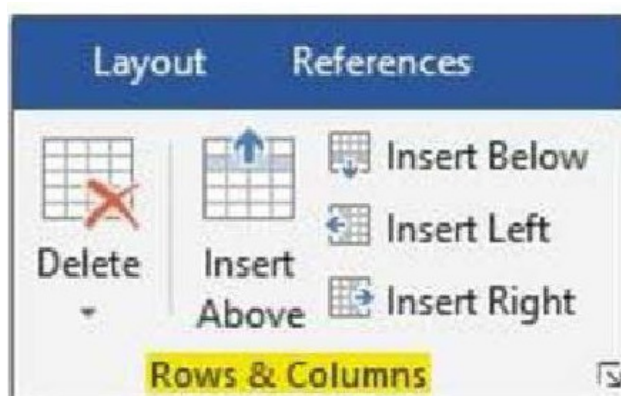 Layout References
Delete
Insert Above
Insert Below
Insert Left
Insert Right
Rows & Columns